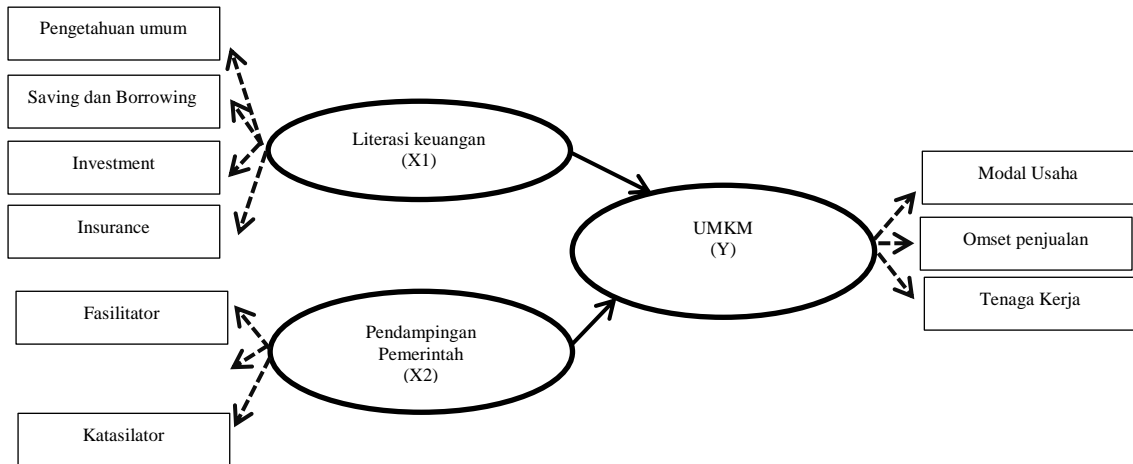 Pengetahuan umum
Saving dan Borrowing
Investment
Insurance
Literasi keuangan
(X1)
Fasilitator
Katasilator
Pendampingan
Pemerintah
(X2)
UMKM
(Y)
Modal Usaha
Omset penjualan
Tenaga Kerja